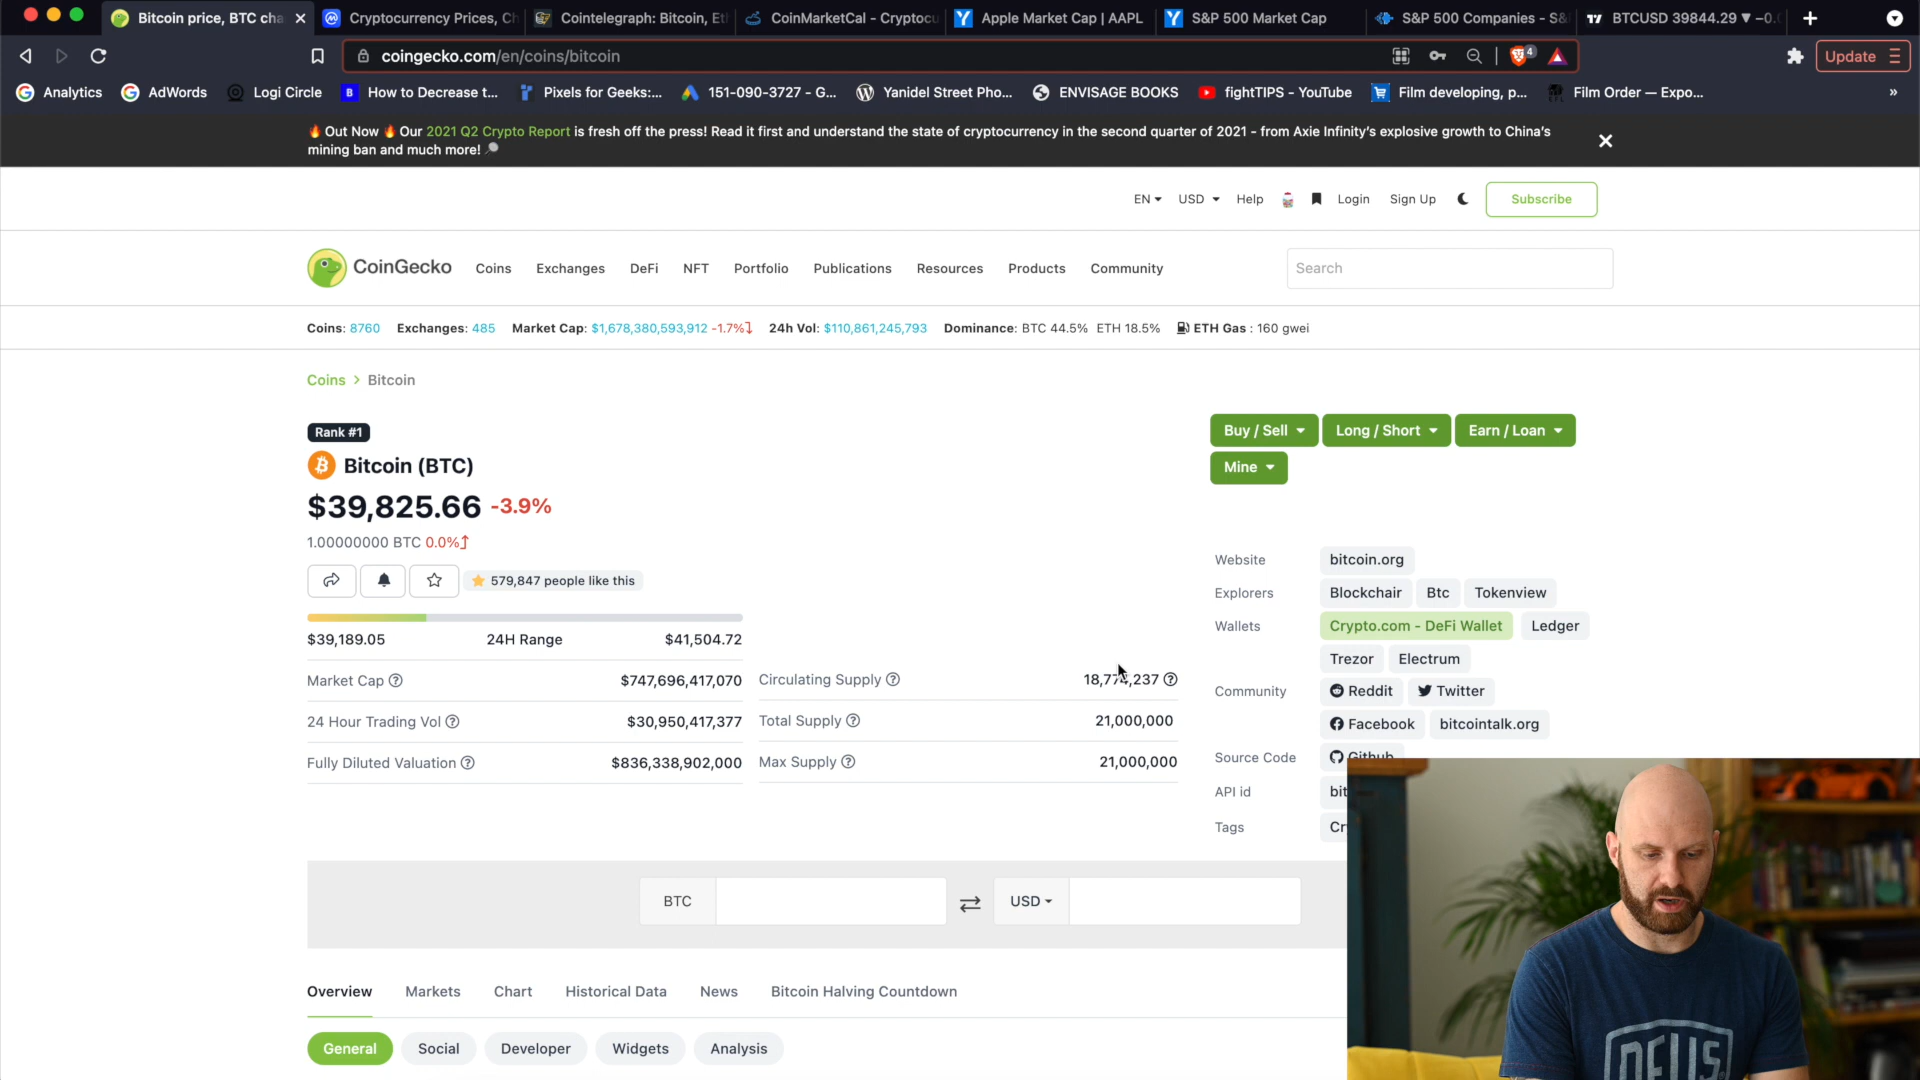 Bitcoin price, BTC cha
Cryptocurrency Prices, Ch
Cointelegraph: Bitcoin, Et
CoinMarketCal - Cryptocu
Apple Market Cap | AAPL
S&P 500 Market Cap
S&P 500 Companies - S&
BTCUSD 39844.29 ▼ −0.
coingecko.com/en/coins/bitcoin
4
Update
Analytics
AdWords
Logi Circle
How to Decrease t...
Pixels for Geeks:...
151-090-3727 - G...
Yanidel Street Pho...
ENVISAGE BOOKS
fightTIPS - YouTube
Film developing, p...
Film Order — Expo...
»
🔥 Out Now 🔥 Our 2021 Q2 Crypto Report is fresh off the press! Read it first and understand the state of cryptocurrency in the second quarter of 2021 - from Axie Infinity's explosive growth to China's
mining ban and much more! 🔎
EN
USD
Help
Login
Sign Up
Subscribe
CoinGecko
Coins
Exchanges
DeFi
NFT
Portfolio
Publications
Resources
Products
Community
Search
Coins: 8760 Exchanges: 485 Market Cap: $1,678,380,593,912 -1.7% 24h Vol: $110,861,245,793 Dominance: BTC 44.5% ETH 18.5% ETH Gas : 160 gwei
Coins > Bitcoin
Rank #1
Buy / Sell
Long / Short
Earn / Loan
Bitcoin (BTC)
Mine
$39,825.66 -3.9%
1.00000000 BTC 0.0%
579,847 people like this
$39,189.05 24H Range $41,504.72
Market Cap $747,696,417,070
24 Hour Trading Vol $30,950,417,377
Fully Diluted Valuation $836,338,902,000
Circulating Supply 18,774,237
Total Supply 21,000,000
Max Supply 21,000,000
Website bitcoin.org
Explorers Blockchair Btc Tokenview
Wallets Crypto.com - DeFi Wallet Ledger
Trezor Electrum
Community Reddit Twitter
Facebook bitcointalk.org
Source Code Github
API id bit
Tags Cr
BTC
USD
Overview
Markets
Chart
Historical Data
News
Bitcoin Halving Countdown
General
Social
Developer
Widgets
Analysis
DEUS